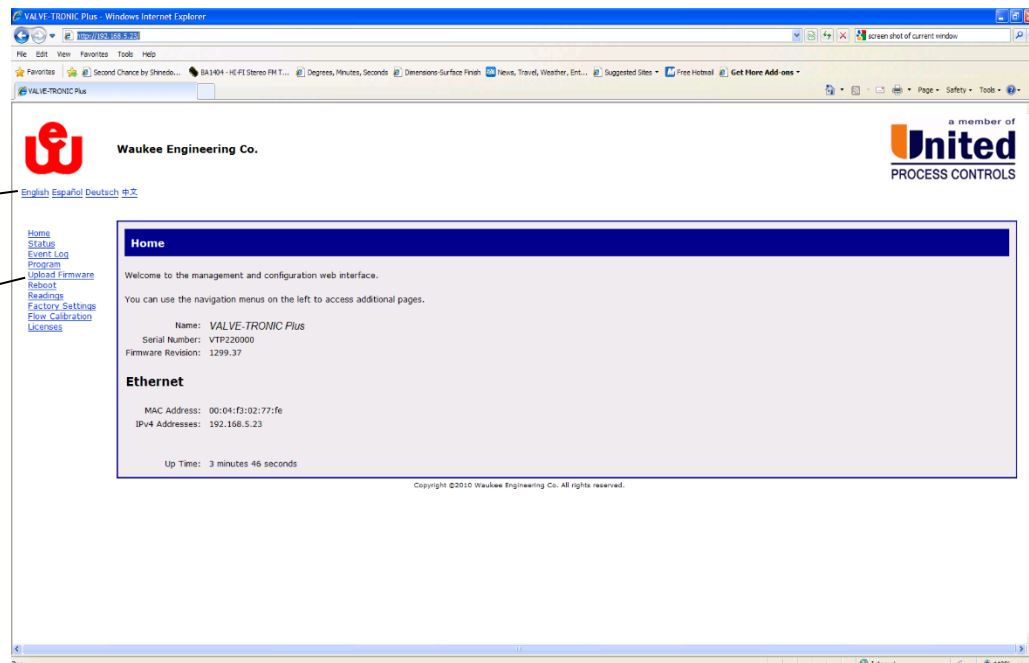 VALVE-TRONIC Plus - Windows Internet Explorer
http://192.168.5.23/
screen shot of current window
File Edit View Favorites Tools Help
Favorites Second Chance by Shinedo... BA1404 - HI-FI Stereo FM T... Degrees, Minutes, Seconds Dimensions-Surface Finish News, Travel, Weather, Ent... Suggested Sites Free Hotmail Get More Add-ons
VALVE-TRONIC Plus
Page Safety Tools
Waukee Engineering Co.
a member of
United
PROCESS CONTROLS
English Español Deutsch 中文
Home
Status
Event Log
Program
Upload Firmware
Reboot
Readings
Factory Settings
Flow Calibration
Licenses
Home
Welcome to the management and configuration web interface.
You can use the navigation menus on the left to access additional pages.
Name: VALVE-TRONIC Plus
Serial Number: VTP220000
Firmware Revision: 1299.37
Ethernet
MAC Address: 00:04:f3:02:77:fe
IPv4 Addresses: 192.168.5.23
Up Time: 3 minutes 46 seconds
Copyright ©2010 Waukee Engineering Co. All rights reserved.